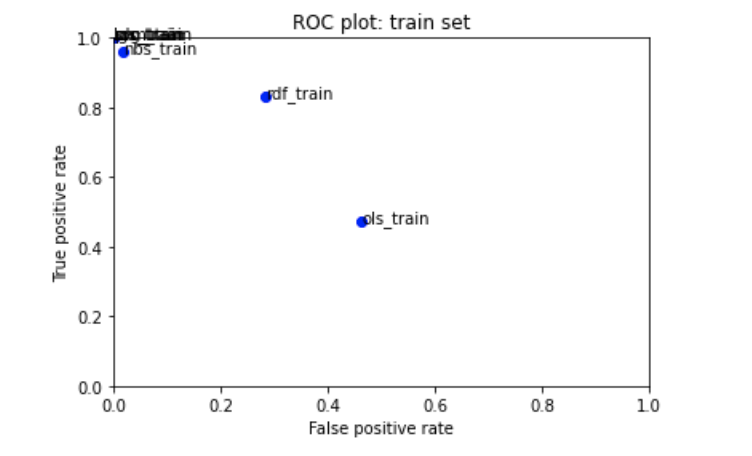 ROC plot: train set
1.0
nbs_train
0.8
rdf_train
0.6
True positive rate
pls_train
0.4
0.2
0.0
0.0 0.2 0.4 0.6 0.8 1.0
False positive rate